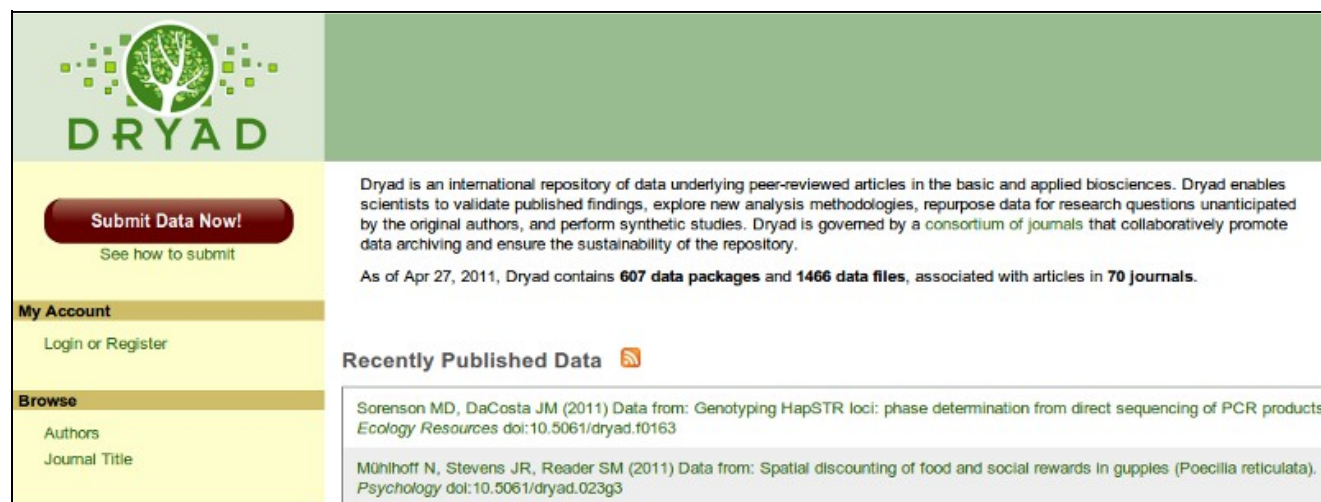 DRYAD
Submit Data Now!
See how to submit
My Account
Login or Register
Browse
Authors
Journal Title
Dryad is an international repository of data underlying peer-reviewed articles in the basic and applied biosciences. Dryad enables
scientists to validate published findings, explore new analysis methodologies, repurpose data for research questions unanticipated
by the original authors, and perform synthetic studies. Dryad is governed by a consortium of journals that collaboratively promote
data archiving and ensure the sustainability of the repository.
As of Apr 27, 2011, Dryad contains 607 data packages and 1466 data files, associated with articles in 70 journals.
Recently Published Data
Sorenson MD, DaCosta JM (2011) Data from: Genotyping HapSTR loci: phase determination from direct sequencing of PCR products
Ecology Resources doi:10.5061/dryad.f0163
Mühlhoff N, Stevens JR, Reader SM (2011) Data from: Spatial discounting of food and social rewards in guppies (Poecilia reticulata).
Psychology doi:10.5061/dryad.023g3